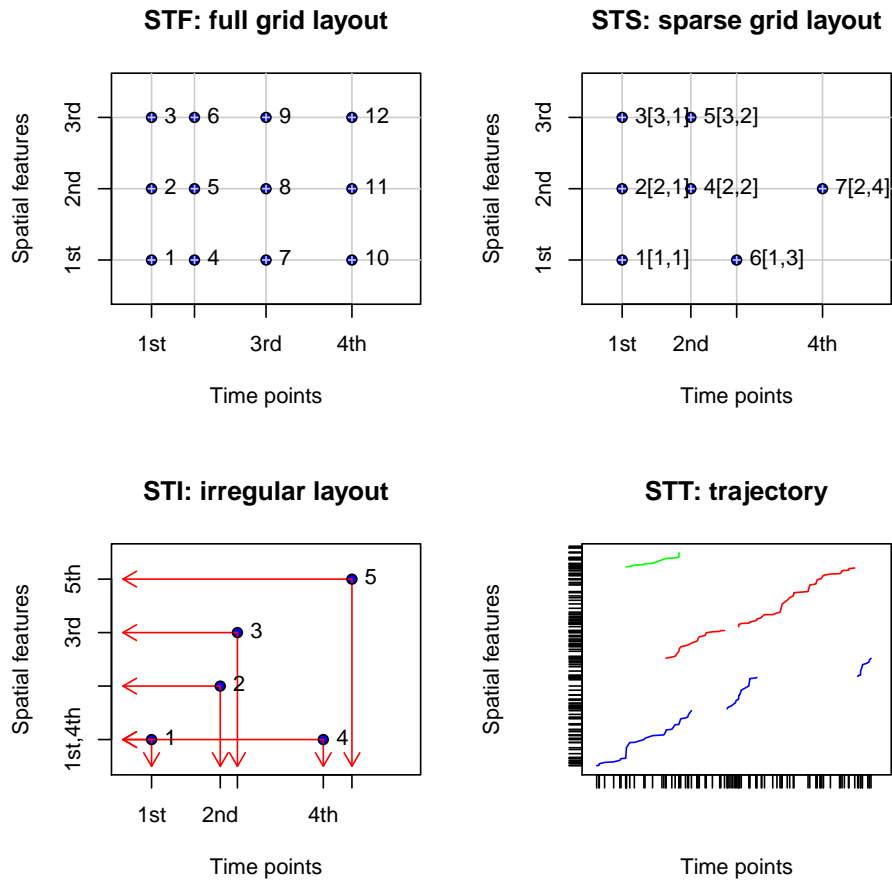 STF: full grid layout
Spatial features
3rd
2nd
1st
3 6 9 12
2 5 8 11
1 4 7 10
1st 3rd 4th
Time points
STS: sparse grid layout
Spatial features
3rd
2nd
1st
3[3,1] 5[3,2]
2[2,1] 4[2,2] 7[2,4]
1[1,1] 6[1,3]
1st 2nd 4th
Time points
STI: irregular layout
Spatial features
5th
3rd
1st,4th
5
3
2
1 4
1st 2nd 4th
Time points
STT: trajectory
Spatial features
Time points